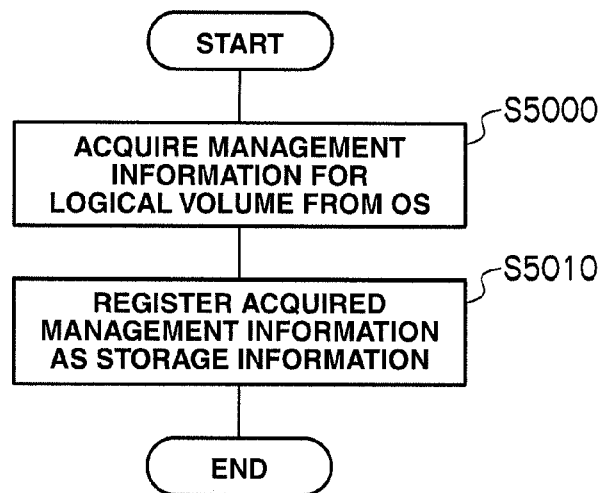 START
S5000
ACQUIRE MANAGEMENT
INFORMATION FOR
LOGICAL VOLUME FROM OS
S5010
REGISTER ACQUIRED
MANAGEMENT INFORMATION
AS STORAGE INFORMATION
END